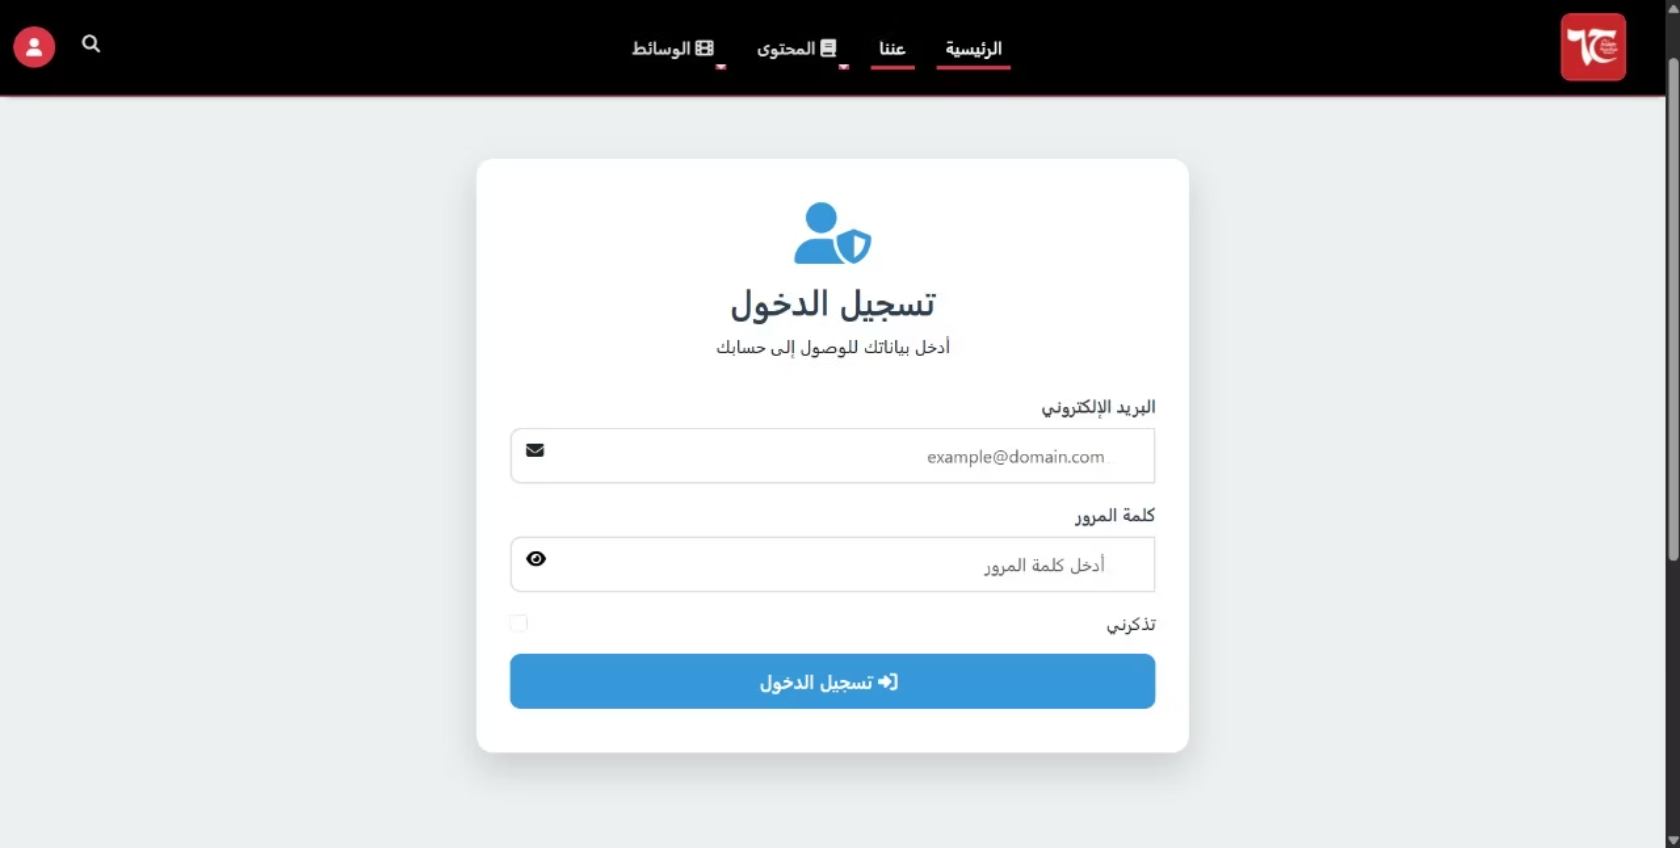 الرئيسية
عننا
المحتوى
الوسائط
تسجيل الدخول
أدخل بياناتك للوصول إلى حسابك
البريد الإلكتروني
example@domain.com
كلمة المرور
أدخل كلمة المرور
تذكرني
تسجيل الدخول